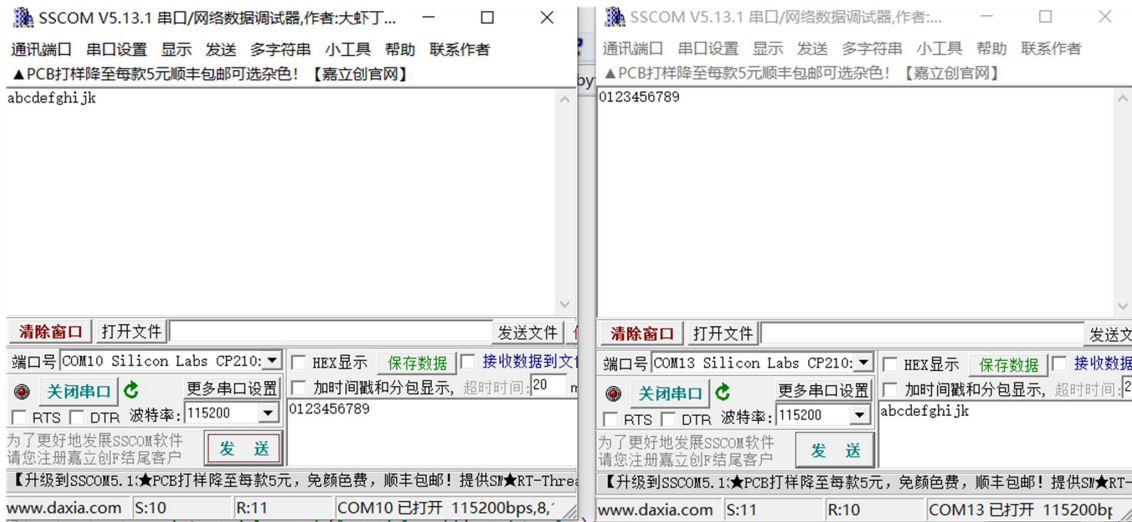 SSCOM V5.13.1 串口/网络数据调试器,作者:大虾丁...
通讯端口 串口设置 显示 发送 多字符串 小工具 帮助 联系作者
▲PCB打样降至每款5元顺丰包邮可选杂色！【嘉立创官网】
abcdefghijk
清除窗口 打开文件 发送文件
端口号 COM10 Silicon Labs CP210: HEX显示 保存数据 接收数据到文
关闭串口 更多串口设置 加时间戳和分包显示, 超时时间:20 m
RTS DTR 波特率: 115200 0123456789
为了更好地发展SSCOM软件
请您注册嘉立创F结尾客户
发 送
【升级到SSCOM5.1:★PCB打样降至每款5元，免颜色费，顺丰包邮！提供SM★RT-Threa
www.daxia.com S:10 R:11 COM10 已打开 115200bps,8,
by
SSCOM V5.13.1 串口/网络数据调试器,作者:...
通讯端口 串口设置 显示 发送 多字符串 小工具 帮助 联系作者
▲PCB打样降至每款5元顺丰包邮可选杂色！【嘉立创官网】
0123456789
清除窗口 打开文件 发送文
端口号 COM13 Silicon Labs CP210: HEX显示 保存数据 接收数据
关闭串口 更多串口设置 加时间戳和分包显示, 超时时间:2
RTS DTR 波特率: 115200 abcdefghijk
为了更好地发展SSCOM软件
请您注册嘉立创F结尾客户
发 送
【升级到SSCOM5.1:★PCB打样降至每款5元，免颜色费，顺丰包邮！提供SM★RT-
www.daxia.com S:11 R:10 COM13 已打开 115200bp